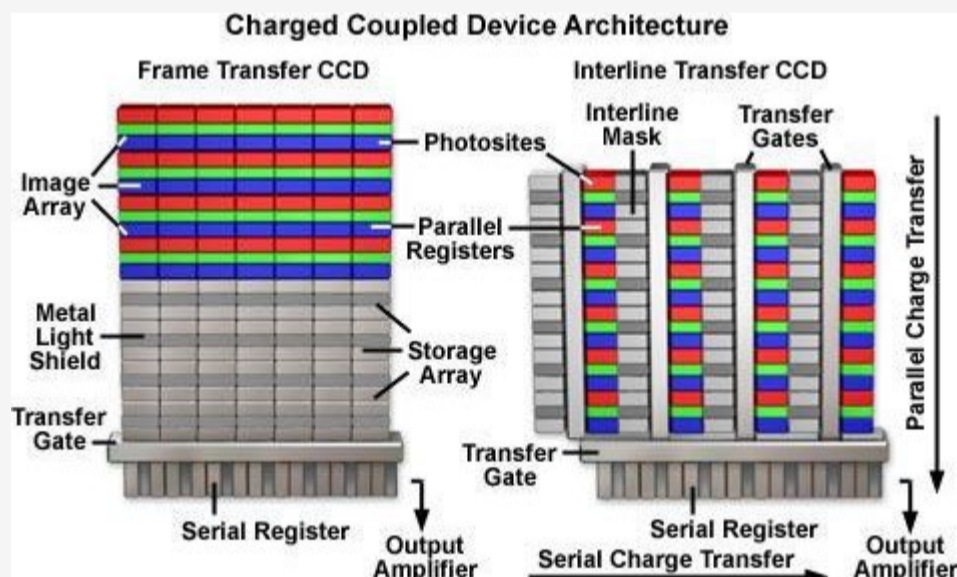 Charged Coupled Device Architecture
Frame Transfer CCD
Interline Transfer CCD
Interline
Mask
Transfer
Gates
Photosites
Image
Array
Parallel
Registers
Parallel Charge Transfer
Metal
Light
Shield
Storage
Array
Transfer
Gate
Transfer
Gate
Serial Register
Output
Amplifier
Serial Register
Serial Charge Transfer
Output
Amplifier